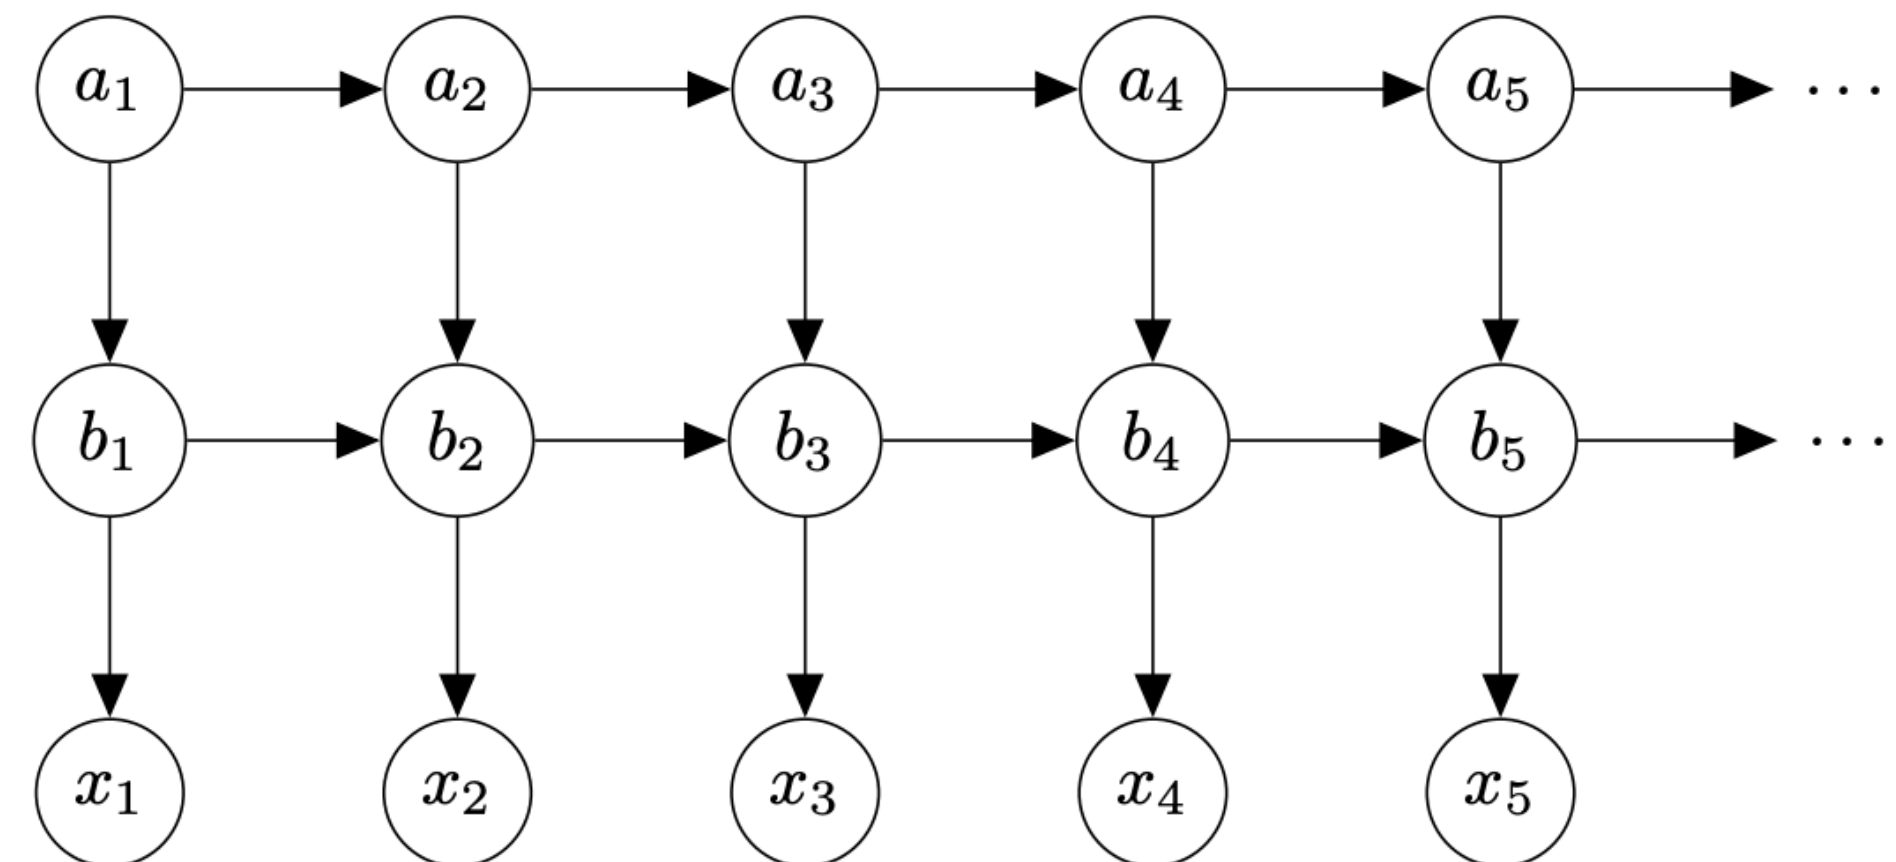 a₁ a₂ a₃ a₄ a₅ ···
b₁ b₂ b₃ b₄ b₅ ···
x₁ x₂ x₃ x₄ x₅